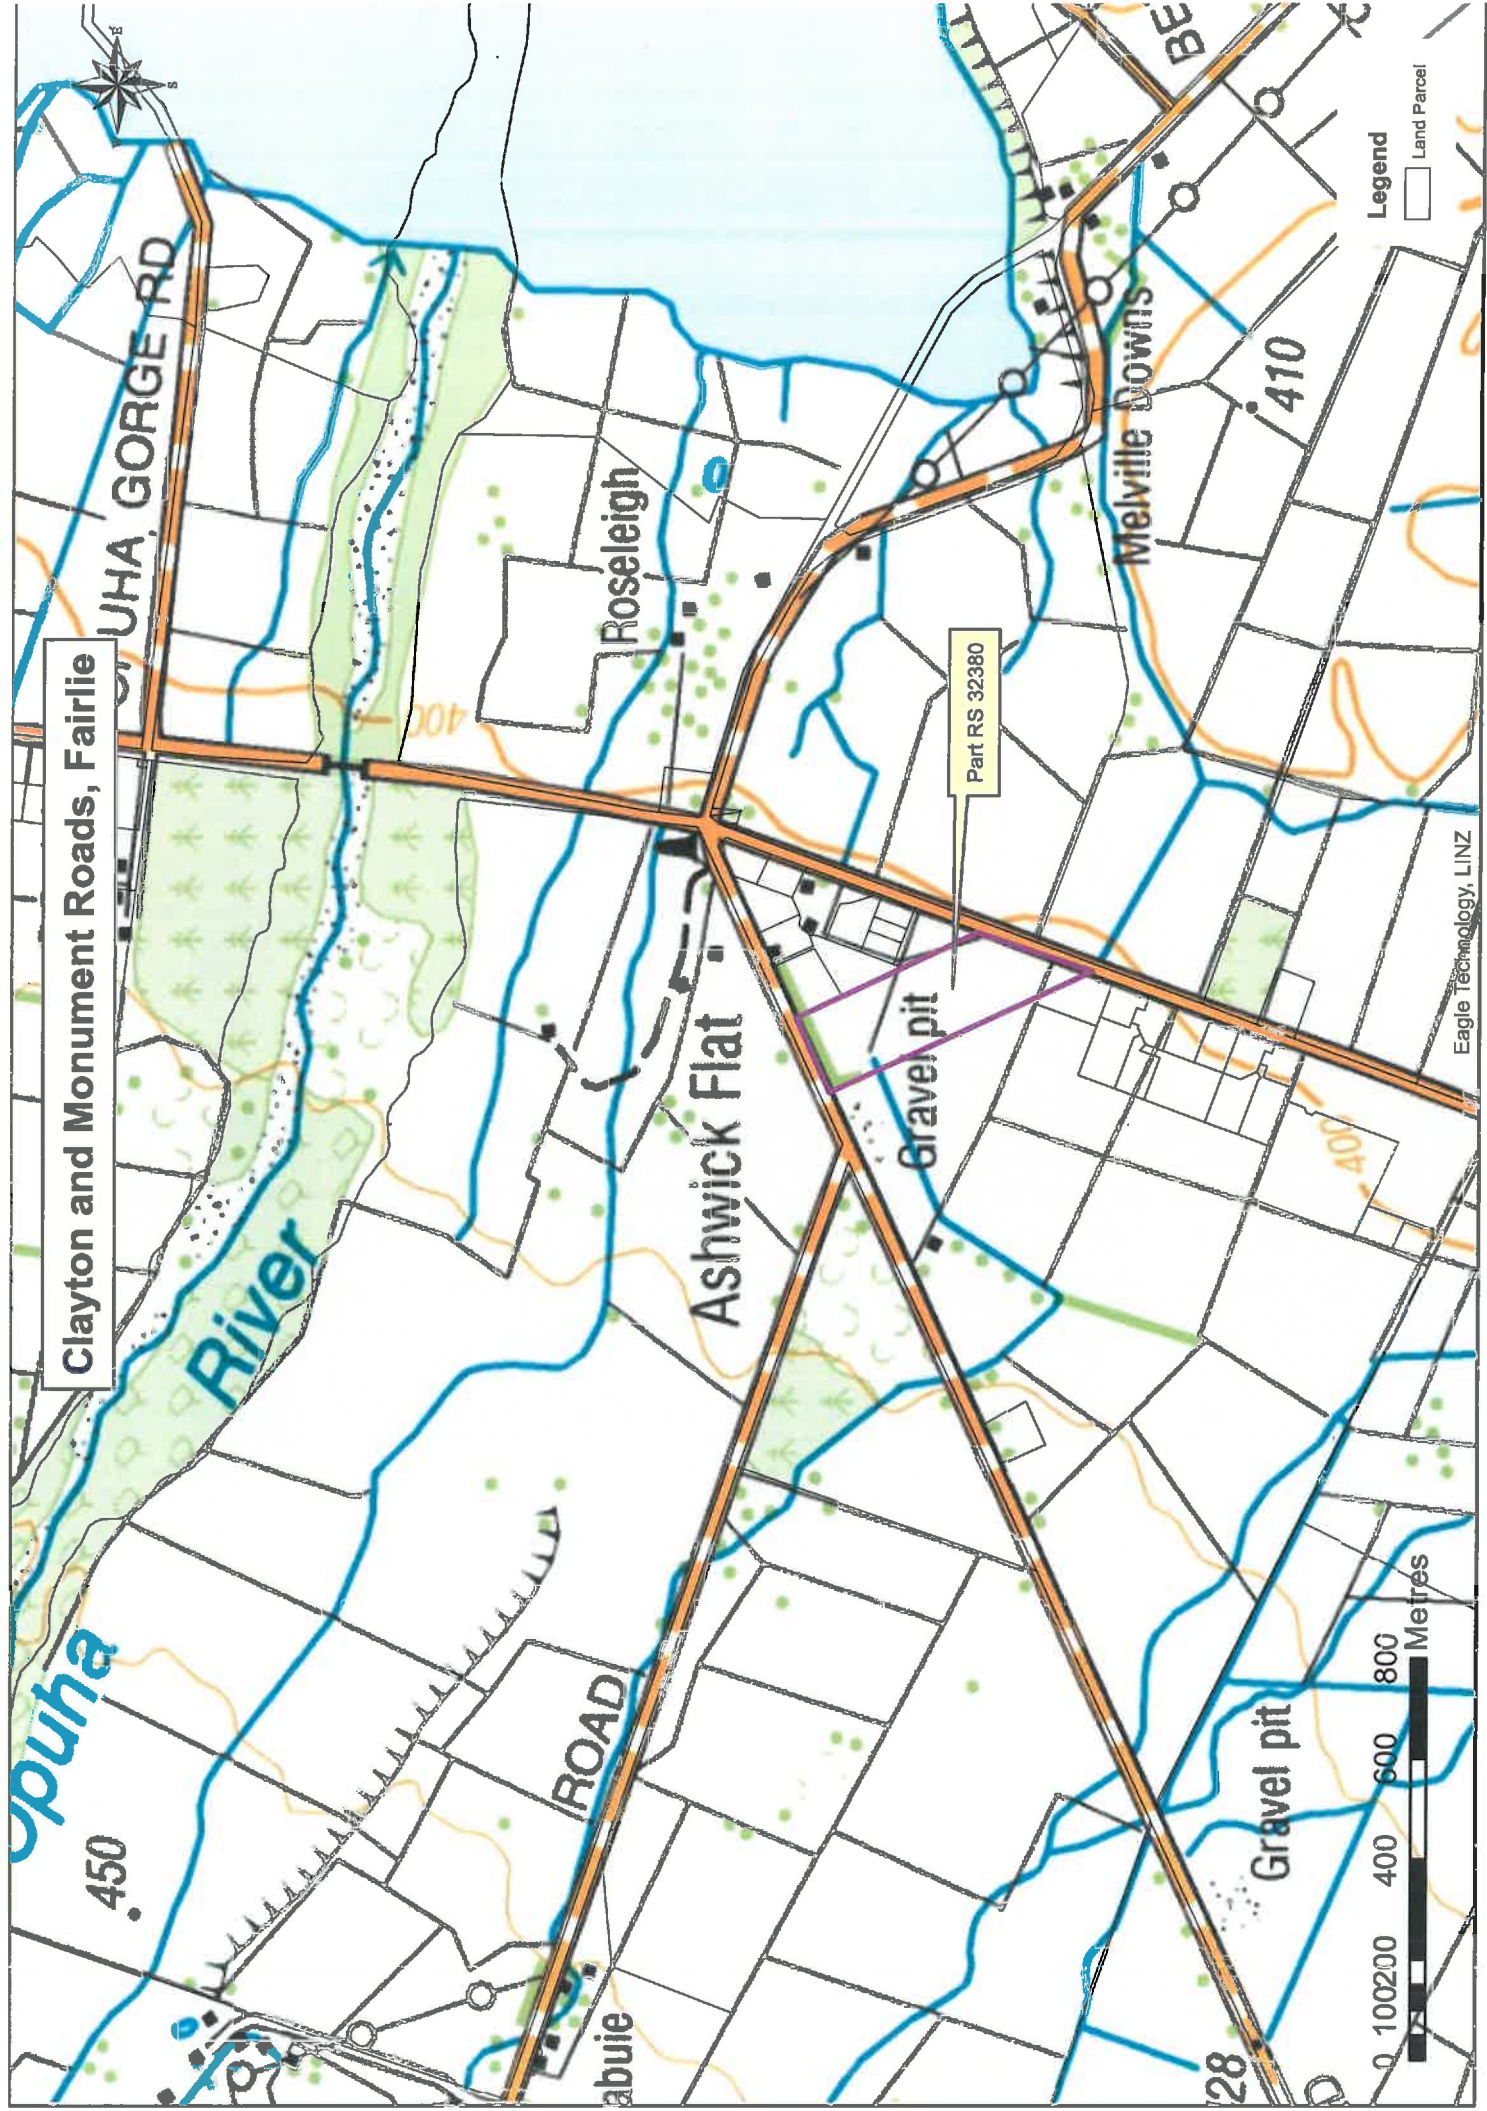 Clayton and Monument Roads, Fairlie
UHA GORGE RD
E
S
River
Opuha
450
400
Roseleigh
Ashwick Flat
Gravel pit
Part RS 32380
Melville Downs
410
BE
ROAD
abuie
400
Gravel pit
728
Legend
Land Parcel
0 100200 400 600 800
Metres
Eagle Technology, LINZ